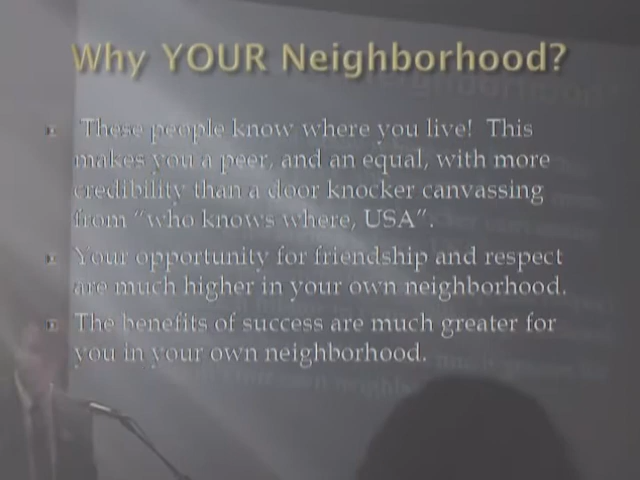 Why YOUR Neighborhood?
These people know where you live! This
makes you a peer, and an equal, with more
credibility than a door knocker canvassing
from "who knows where, USA".
Your opportunity for friendship and respect
are much higher in your own neighborhood.
The benefits of success are much greater for
you in your own neighborhood.